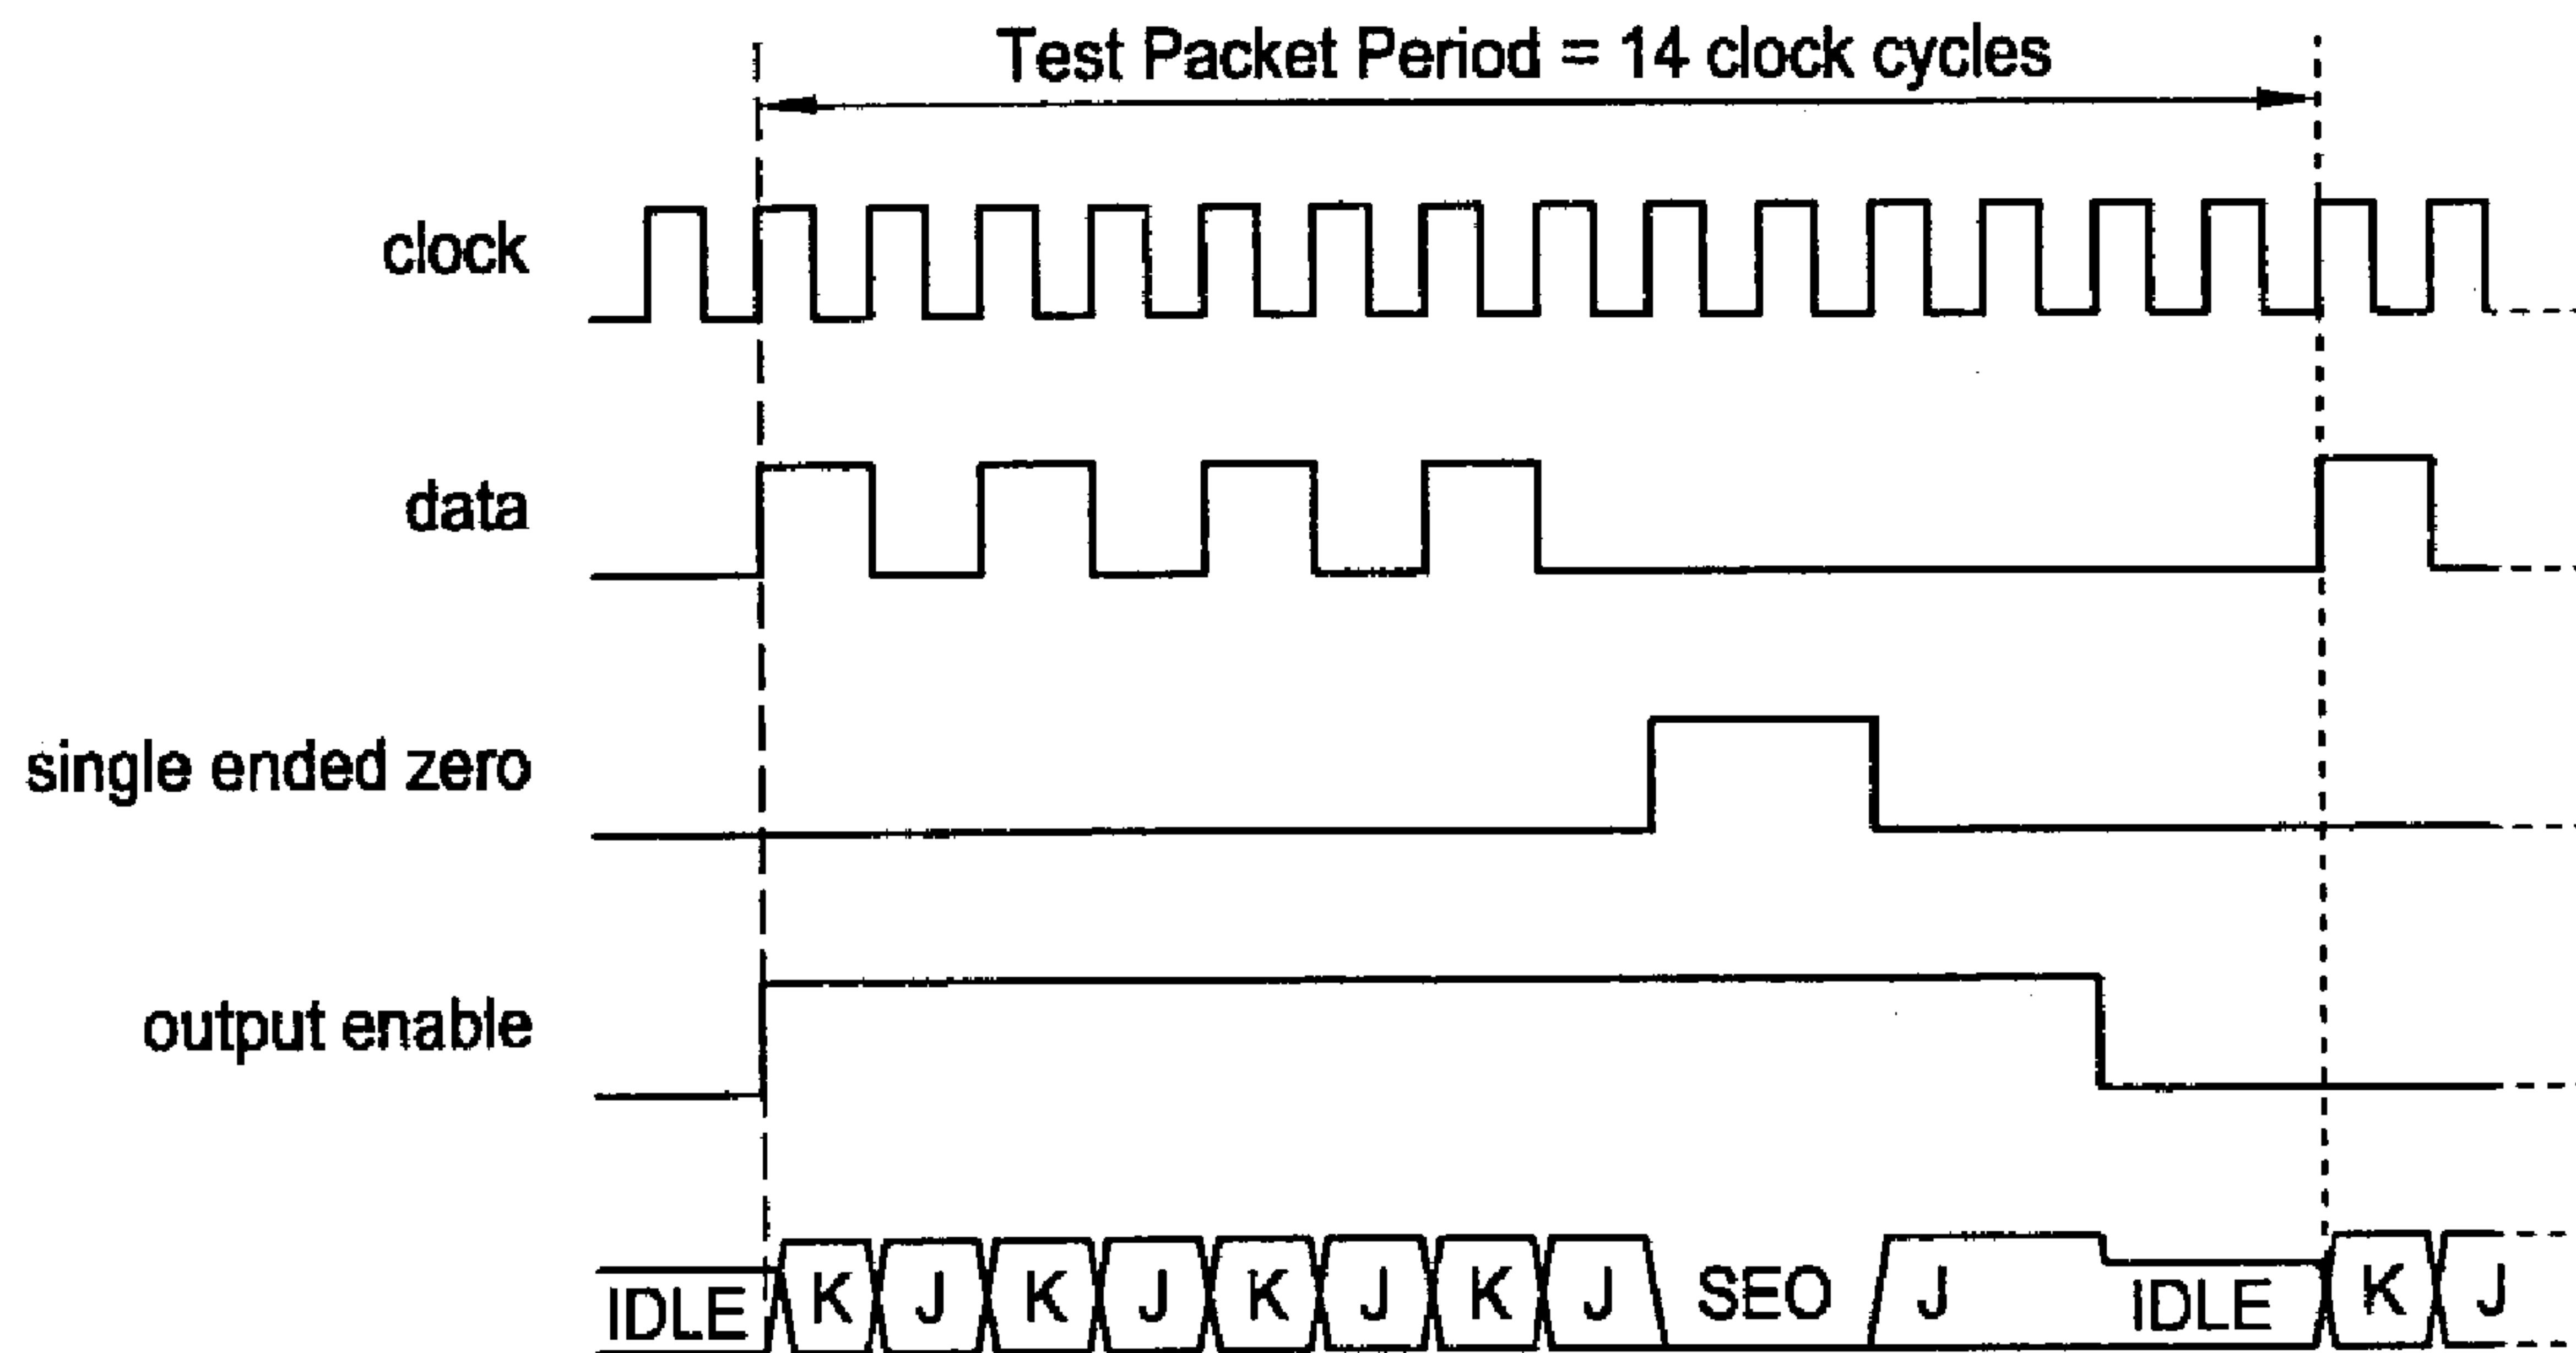 Test Packet Period = 14 clock cycles
clock
data
single ended zero
output enable
IDLE K J K J K J K J SEO J IDLE K J